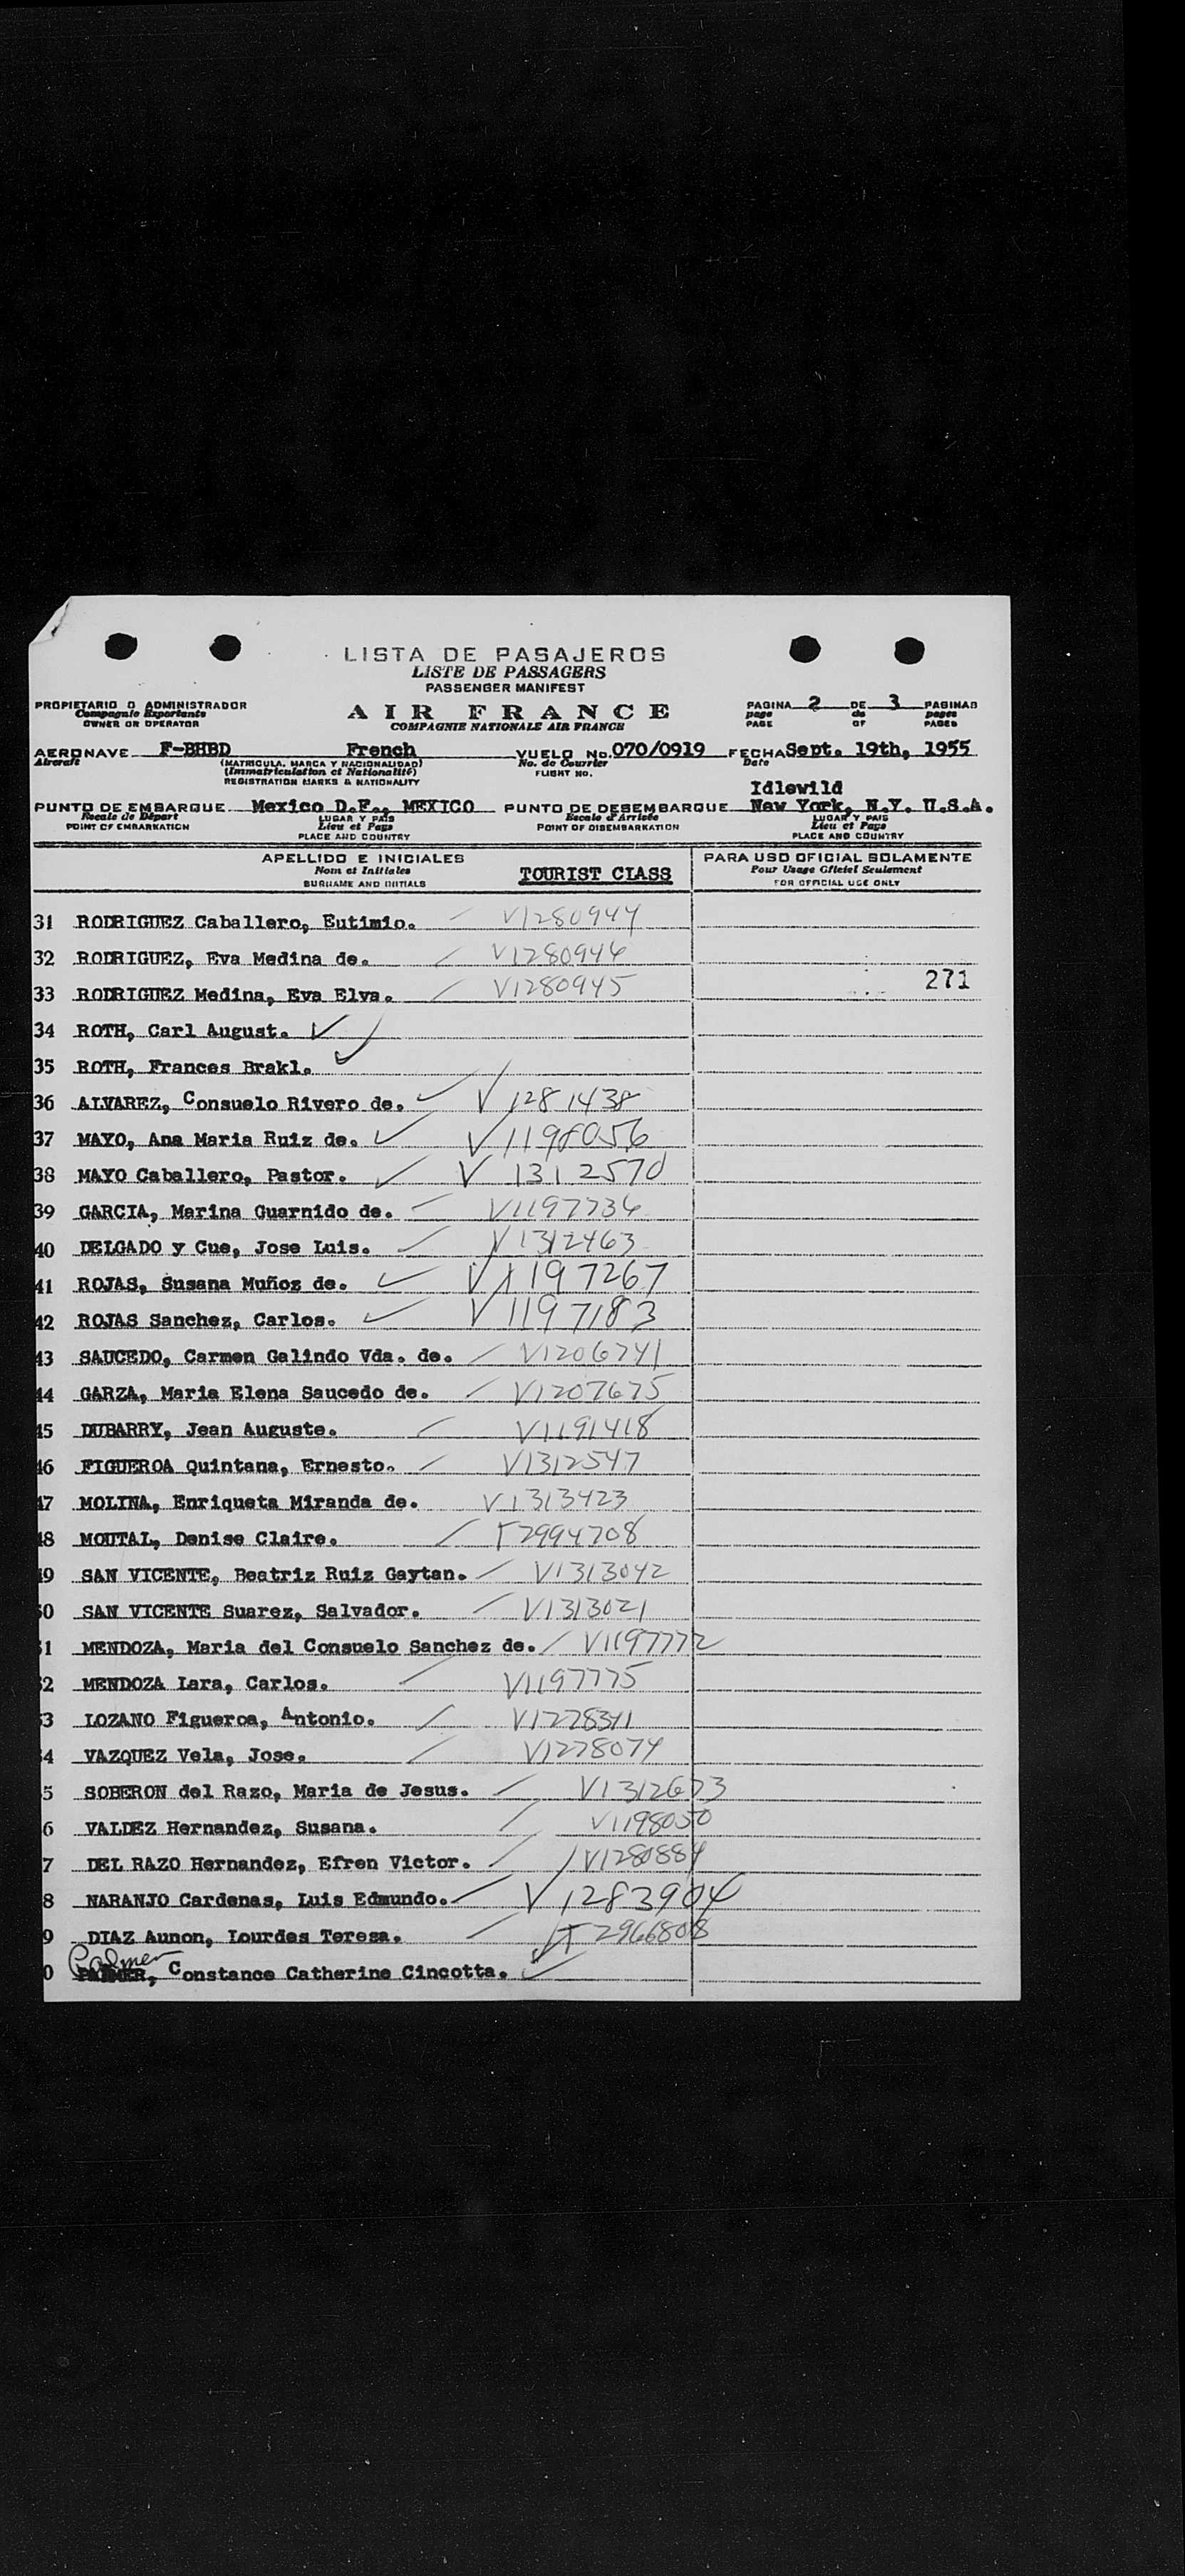 LISTA DE PASAJEROS
LISTE DE PASSAGERS
PASSENGER MANIFEST
PROPIETARIO O ADMINISTRADOR
Compagnie Exportante
OWNER OR OPERATOR
AIR FRANCE
COMPAGNIE NATIONALE AIR FRANCE
PAGINA 2 DE 3 PAGINAS
page de pages
PAGE OF PAGES
AERONAVE F-BHBD French VUELO No. 070/0919 FECHA Sept. 19th, 1955
Aircraft (MATRICULA, MARCA Y NACIONALIDAD) No. de Courrier Date
(Immatriculation et Nationalité) FLIGHT NO.
REGISTRATION MARKS & NATIONALITY
Idlewild
PUNTO DE EMBARQUE Mexico D.F., MEXICO PUNTO DE DESEMBARQUE New York, N.Y. U.S.A.
Escale de Départ LUGAR Y PAIS Escale d'Arrivée LUGAR Y PAIS
POINT OF EMBARKATION Lieu et Pays POINT OF DISEMBARKATION Lieu et Pays
PLACE AND COUNTRY PLACE AND COUNTRY
APELLIDO E INICIALES PARA USO OFICIAL SOLAMENTE
Nom et Initiales TOURIST CLASS Pour Usage Officiel Seulement
SURNAME AND INITIALS FOR OFFICIAL USE ONLY
31 RODRIGUEZ Caballero, Eutimio. V1280944
32 RODRIGUEZ, Eva Medina de. V1280946
33 RODRIGUEZ Medina, Eva Elva. V1280945 271
34 ROTH, Carl August.
35 ROTH, Frances Brakl.
36 ALVAREZ, Consuelo Rivero de. V1281438
37 MAYO, Ana Maria Ruiz de. V1198056
38 MAYO Caballero, Pastor. V1312570
39 GARCIA, Marina Guarnido de. V1197736
40 DELGADO y Cue, Jose Luis. V1312463
41 ROJAS, Susana Muñoz de. V1197267
42 ROJAS Sanchez, Carlos. V1197183
43 SAUCEDO, Carmen Galindo Vda. de. V1206741
44 GARZA, Maria Elena Saucedo de. V1207675
45 DUBARRY, Jean Auguste. V1191418
46 FIGUEROA Quintana, Ernesto. V1312547
47 MOLINA, Enriqueta Miranda de. V1313423
48 MOUTAL, Denise Claire. T2994708
49 SAN VICENTE, Beatriz Ruiz Gaytan. V1313042
50 SAN VICENTE Suarez, Salvador. V1313021
1 MENDOZA, Maria del Consuelo Sanchez de. V1197772
2 MENDOZA Lara, Carlos. V1197775
3 LOZANO Figueroa, Antonio. V1278341
4 VAZQUEZ Vela, Jose. V1278074
5 SOBERON del Razo, Maria de Jesus. V1312673
6 VALDEZ Hernandez, Susana. V1198050
7 DEL RAZO Hernandez, Efren Victor. V1280884
8 NARANJO Cardenas, Luis Edmundo. V1283904
9 DIAZ Aunon, Lourdes Teresa. T2966808
Palmer
0 PALMER, Constance Catherine Cincotta.